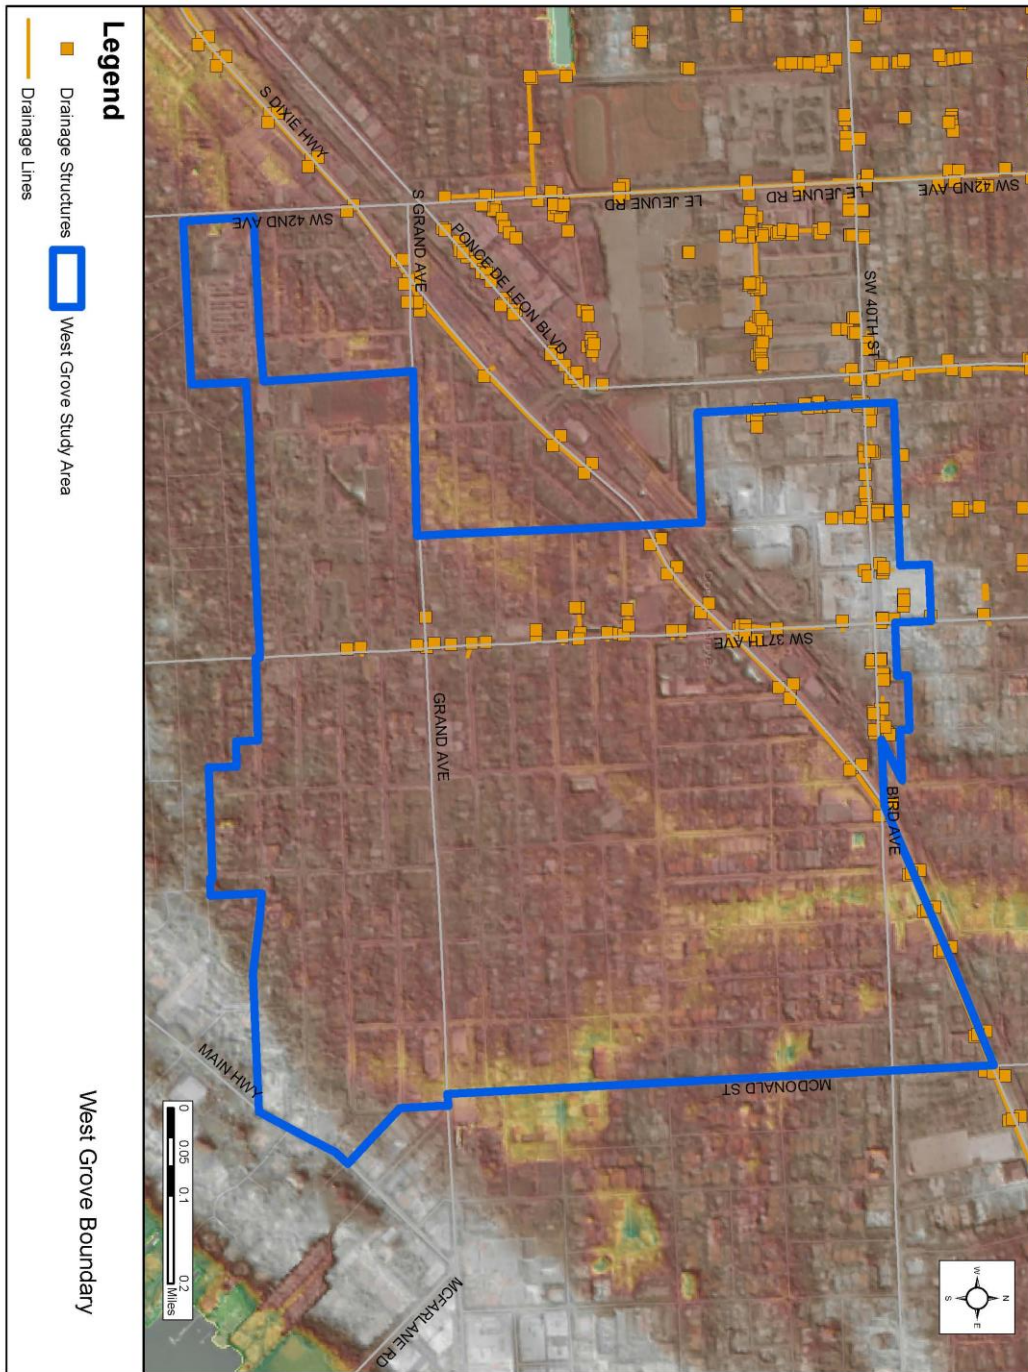 SW 42ND AVE
LE JEUNE RD
LE JEUNE RD
SW 40TH ST
PONCE DE LEON BLVD
S DIXIE HWY
S GRAND AVE
SW 42ND AVE
BIRD AVE
SW 37TH AVE
GRAND AVE
MCDONALD ST
MAIN HWY
MCFARLANE RD
N
W
E
S
0
0.05
0.1
0.2
Miles
Legend
Drainage Structures
Drainage Lines
West Grove Study Area
West Grove Boundary